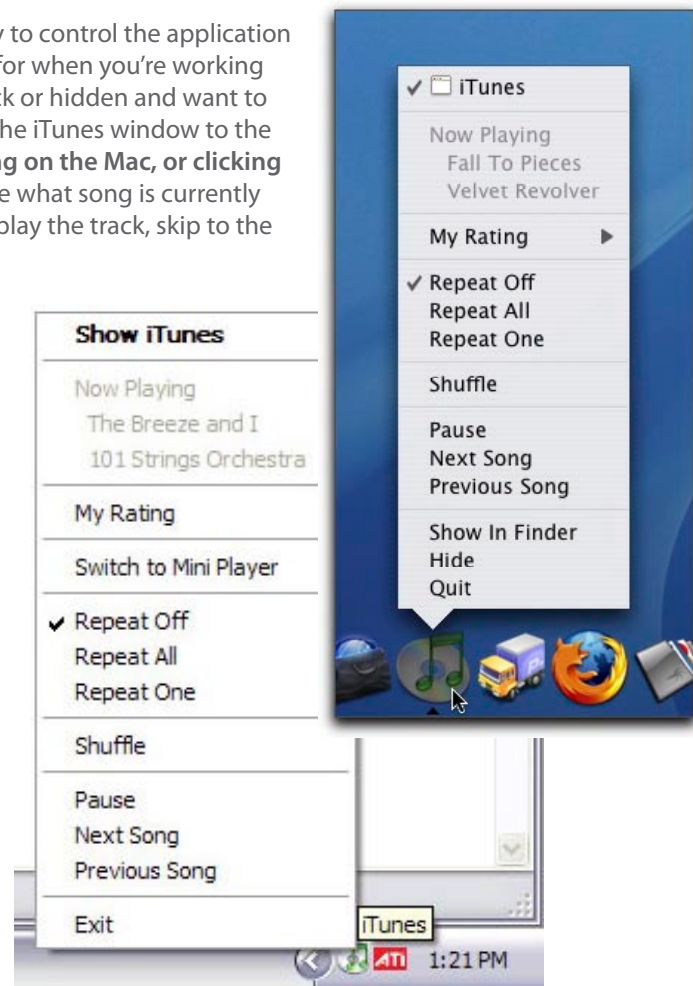 y to control the application
for when you're working
ck or hidden and want to
he iTunes window to the
ng on the Mac, or clicking
e what song is currently
play the track, skip to the
✓ iTunes
Now Playing
Fall To Pieces
Velvet Revolver
My Rating
✓ Repeat Off
Repeat All
Repeat One
Shuffle
Pause
Next Song
Previous Song
Show In Finder
Hide
Quit
Show iTunes
Now Playing
The Breeze and I
101 Strings Orchestra
My Rating
Switch to Mini Player
✓ Repeat Off
Repeat All
Repeat One
Shuffle
Pause
Next Song
Previous Song
Exit
iTunes
ATI 1:21 PM